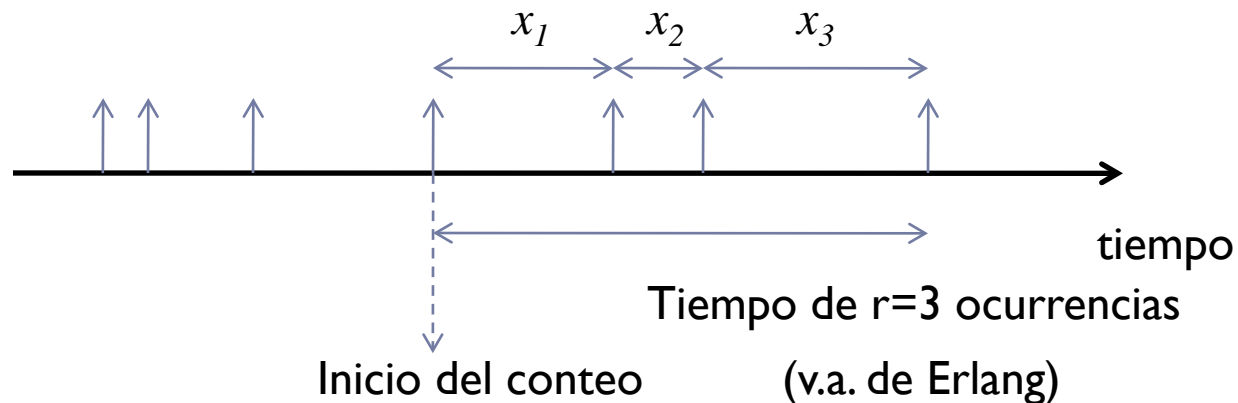 x1 x2 x3
tiempo
Tiempo de r=3 ocurrencias
Inicio del conteo (v.a. de Erlang)